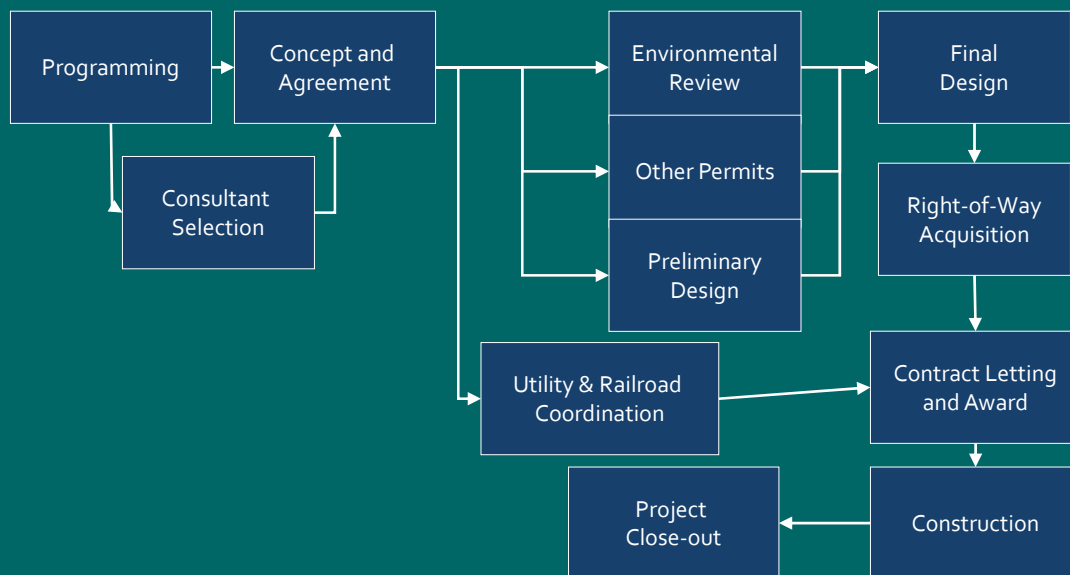 Programming
Concept and
Agreement
Environmental
Review
Final
Design
Consultant
Selection
Other Permits
Right-of-Way
Acquisition
Preliminary
Design
Utility & Railroad
Coordination
Contract Letting
and Award
Project
Close-out
Construction